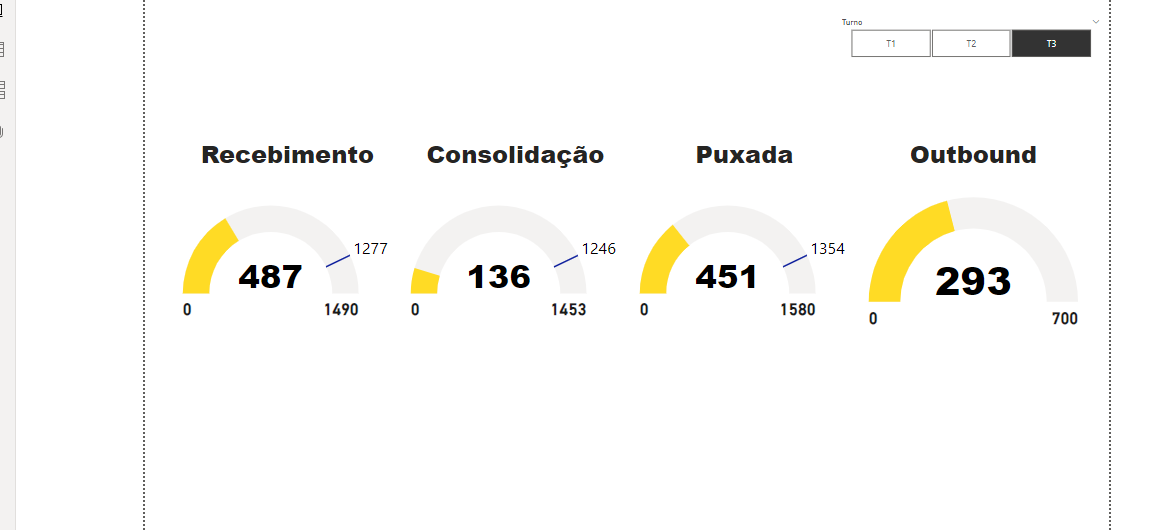 Turno
T1 T2 T3
Recebimento Consolidação Puxada Outbound
1277 1246 1354
487 136 451 293
0 1490 0 1453 0 1580 0 700